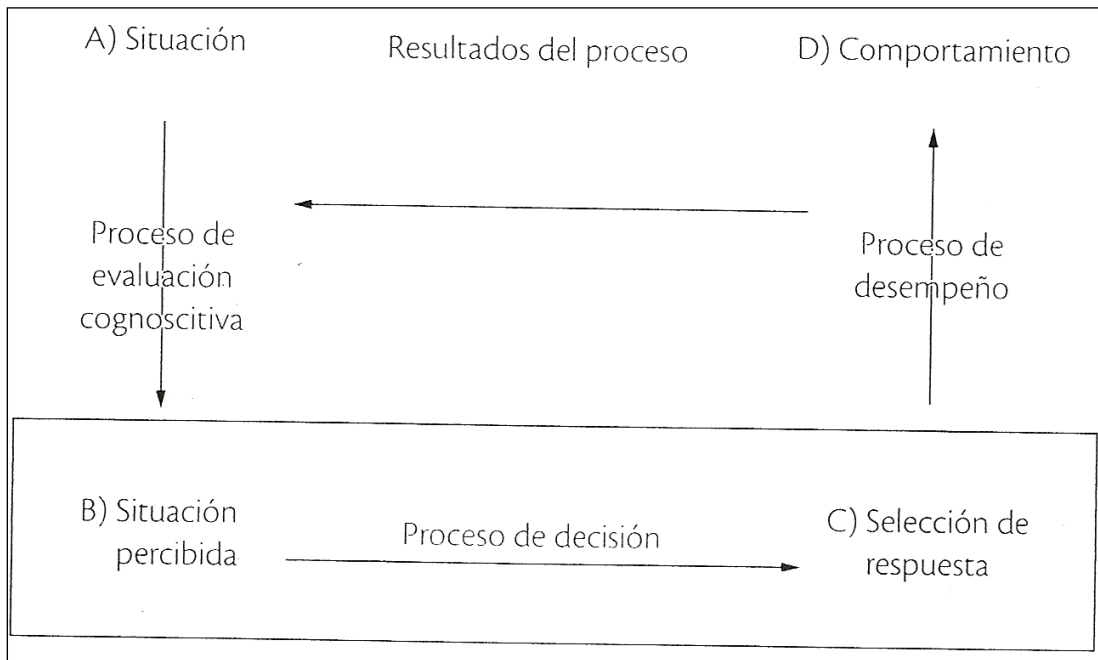 A) Situación
Resultados del proceso
D) Comportamiento
Proceso de
evaluación
cognoscitiva
Proceso de
desempeño
B) Situación
percibida
Proceso de decisión
C) Selección de
respuesta